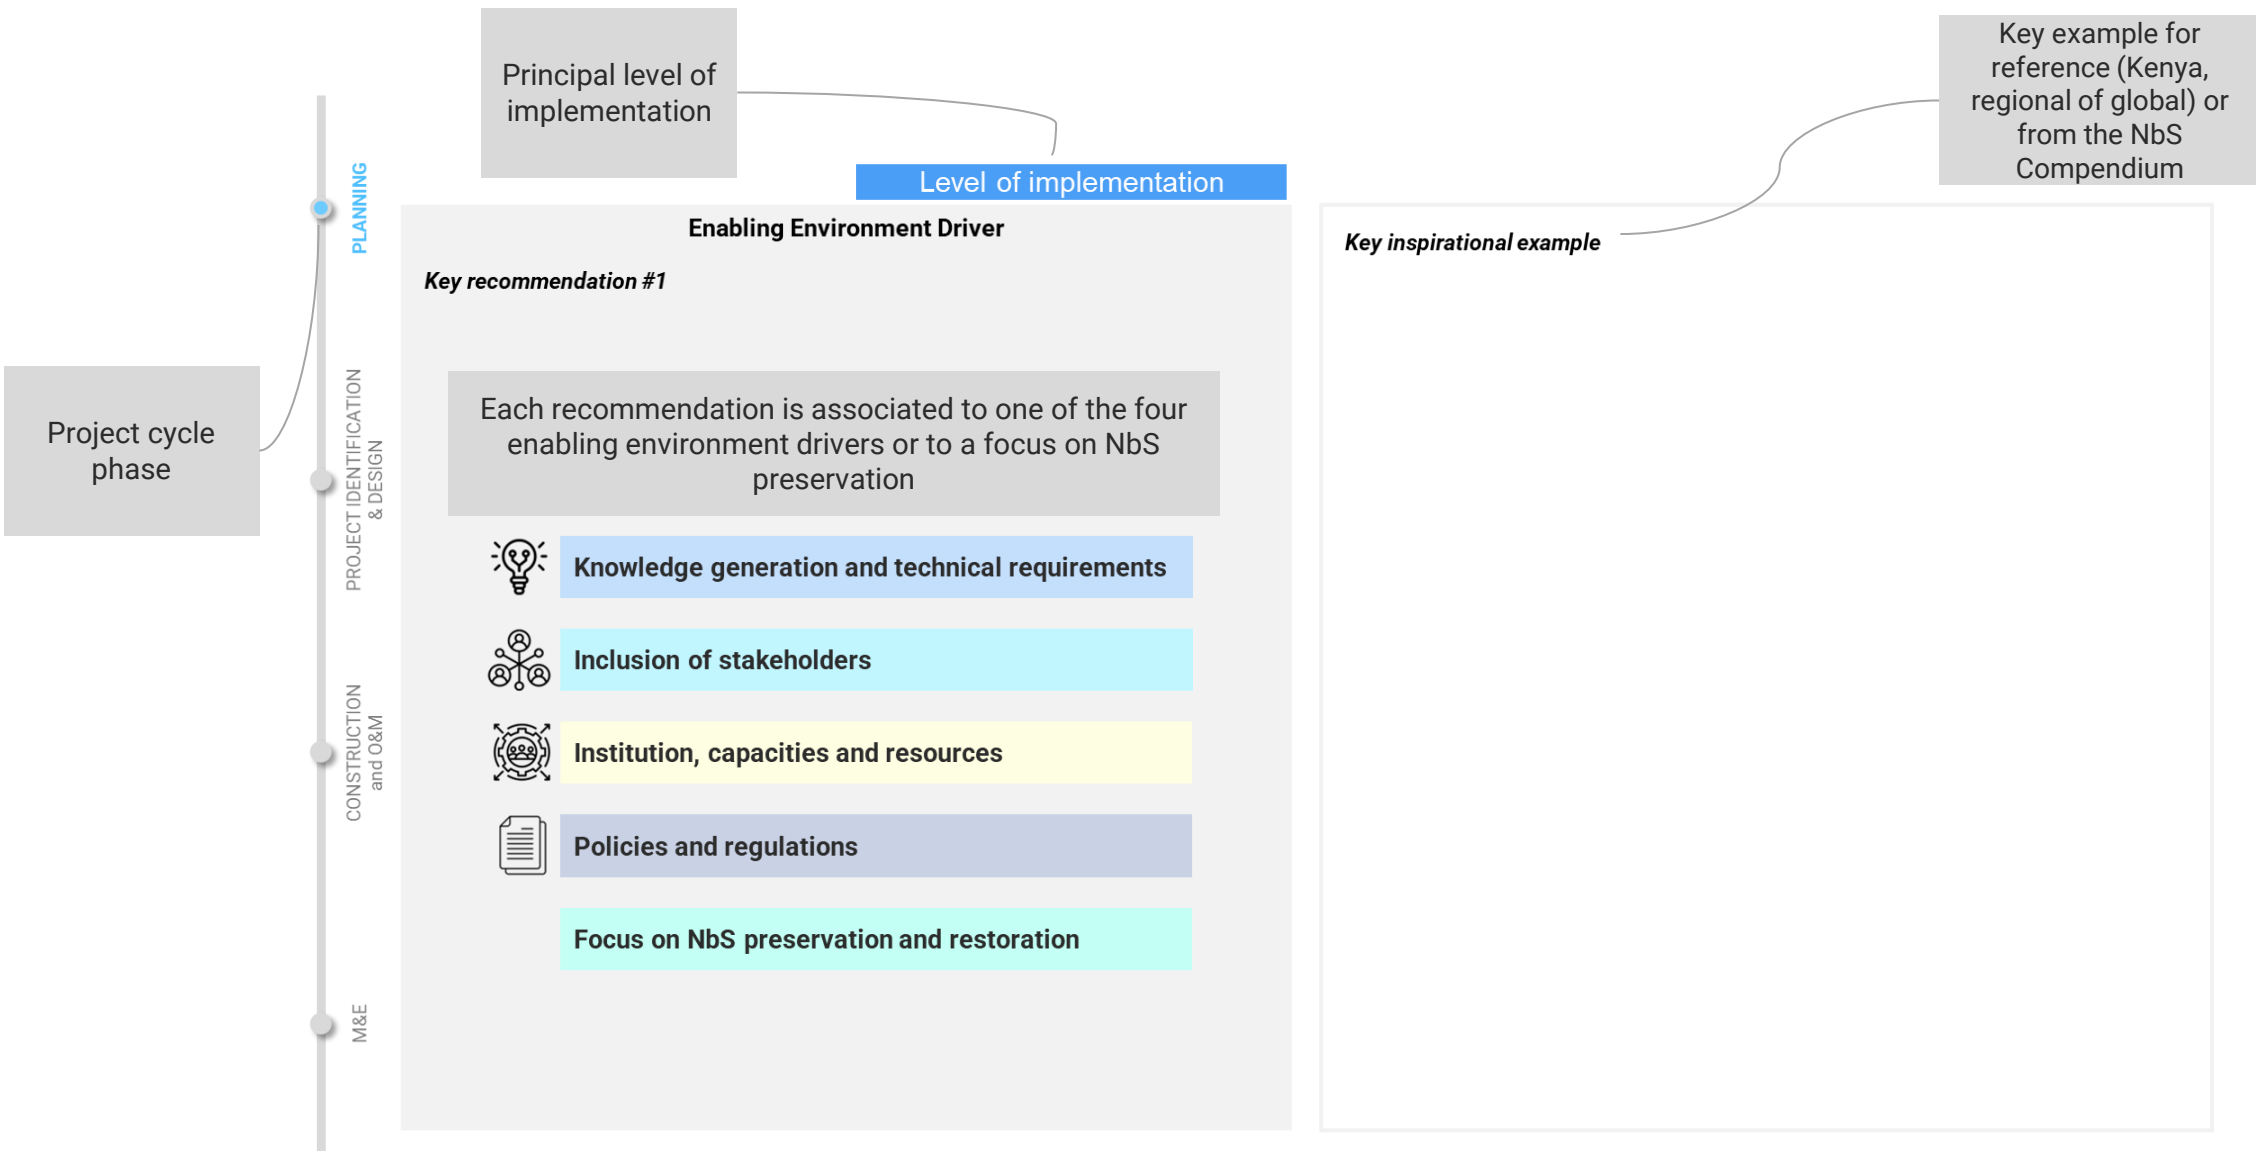 Principal level of
implementation
Key example for
reference (Kenya,
regional of global) or
from the NbS
Compendium
Level of implementation
PLANNING
Enabling Environment Driver
Key inspirational example
Key recommendation #1
Project cycle
phase
PROJECT IDENTIFICATION
& DESIGN
Each recommendation is associated to one of the four
enabling environment drivers or to a focus on NbS
preservation
Knowledge generation and technical requirements
Inclusion of stakeholders
CONSTRUCTION
and O&M
Institution, capacities and resources
Policies and regulations
Focus on NbS preservation and restoration
M&E